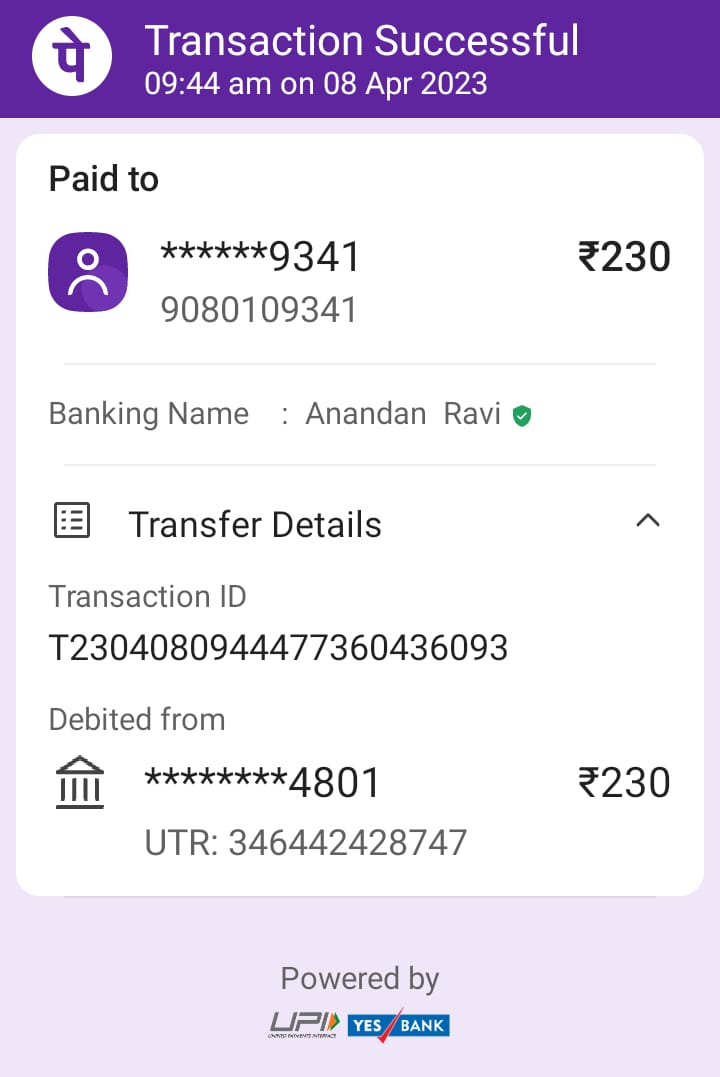 पे
Transaction Successful
09:44 am on 08 Apr 2023
Paid to
******9341 ₹230
9080109341
Banking Name : Anandan Ravi
Transfer Details
Transaction ID
T2304080944477360436093
Debited from
********4801 ₹230
UTR: 346442428747
Powered by
UPI YES BANK
UNIFIED PAYMENTS INTERFACE